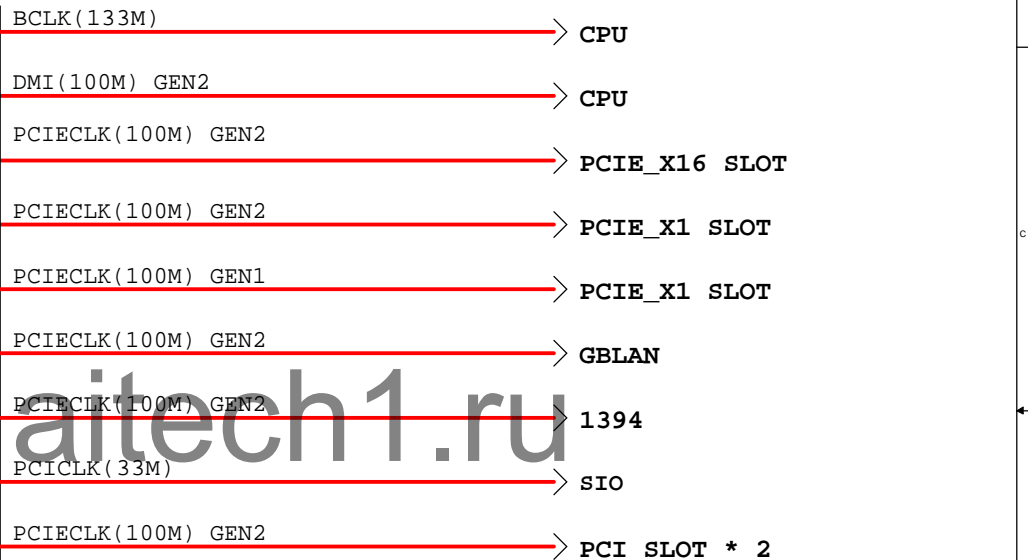 BCLK(133M)
CPU
DMI(100M) GEN2
CPU
PCIECLK(100M) GEN2
PCIE_X16 SLOT
PCIECLK(100M) GEN2
PCIE_X1 SLOT
PCIECLK(100M) GEN1
PCIE_X1 SLOT
PCIECLK(100M) GEN2
GBLAN
PCIECLK(100M) GEN2
1394
aitech1.ru
PCICLK(33M)
SIO
PCIECLK(100M) GEN2
PCI SLOT * 2
C